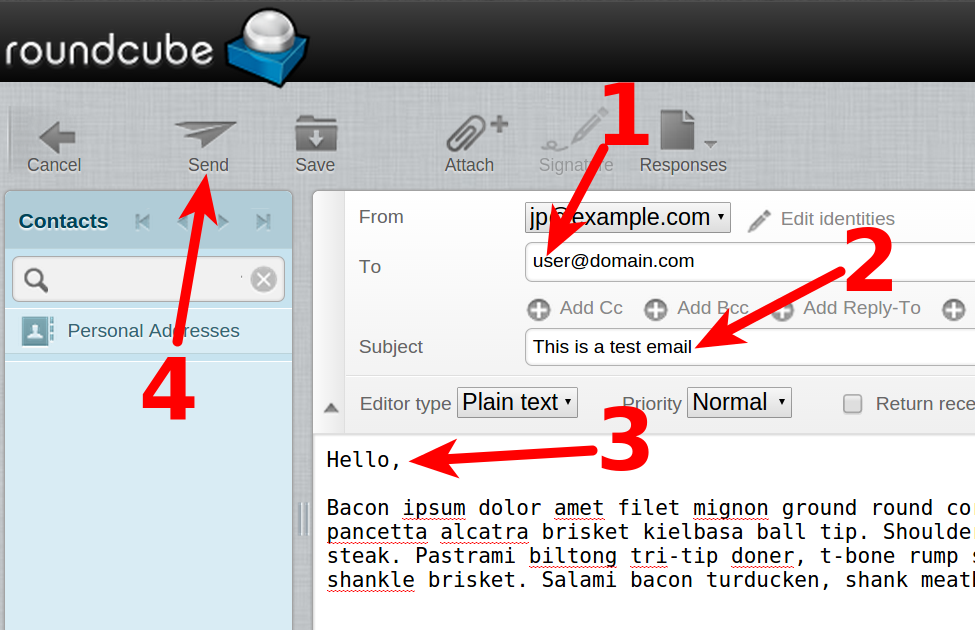 roundcube
Cancel Send Save Attach Signature Responses
1
Contacts
Personal Addresses
4
From jp@example.com Edit identities
To user@domain.com
2
Add Cc Add Bcc Add Reply-To
Subject This is a test email
Editor type Plain text Priority Normal Return rece
3
Hello,
Bacon ipsum dolor amet filet mignon ground round co
pancetta alcatra brisket kielbasa ball tip. Shoulde
steak. Pastrami biltong tri-tip doner, t-bone rump s
shankle brisket. Salami bacon turducken, shank meat